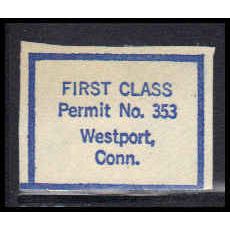 FIRST CLASS
Permit No. 353
Westport,
Conn.